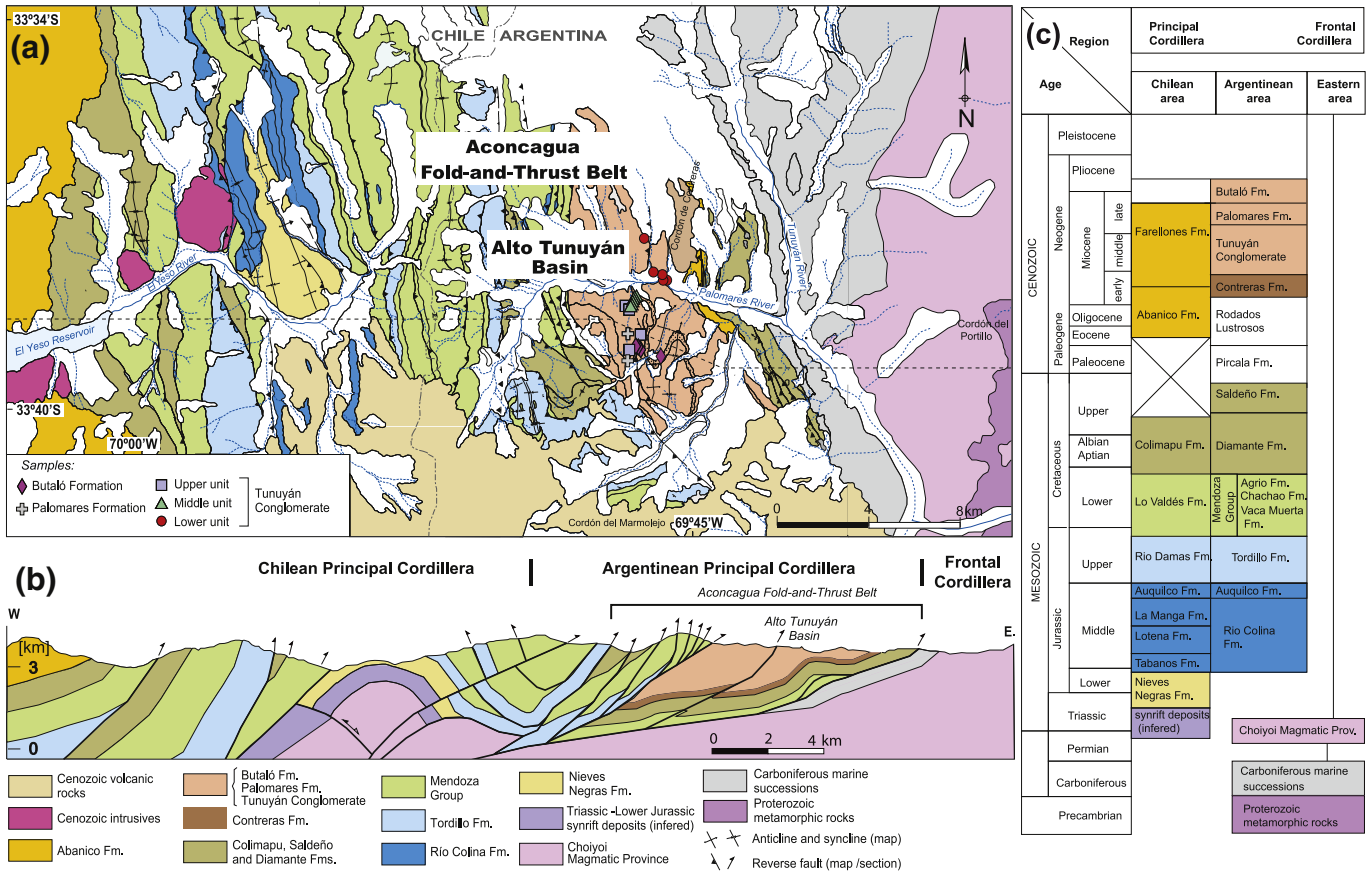 33º34'S
(a)
CHILE
ARGENTINA
N
Aconcagua
Fold-and-Thrust Belt
Alto Tunuyán
Basin
Tunuyán River
Palomares River
Cordón del
Portillo
El Yeso River
El Yeso Reservoir
33º40'S
70º00'W
Cordón del Marmolejo
69º45'W
0 4 8km
Samples:
Butaló Formation
Palomares Formation
Upper unit
Middle unit
Lower unit
Tunuyán
Conglomerate
(b)
Chilean Principal Cordillera
Argentinean Principal Cordillera
Frontal
Cordillera
Aconcagua Fold-and-Thrust Belt
Alto Tunuyán
Basin
W
E.
[km]
3
0
0 2 4 km
Cenozoic volcanic
rocks
Cenozoic intrusives
Abanico Fm.
Butaló Fm.
Palomares Fm.
Tunuyán Conglomerate
Contreras Fm.
Colimapu, Saldeño
and Diamante Fms.
Mendoza
Group
Tordillo Fm.
Río Colina Fm.
Nieves
Negras Fm.
Triassic -Lower Jurassic
synrift deposits (infered)
Choiyoi
Magmatic Province
Carboniferous marine
successions
Proterozoic
metamorphic rocks
Anticline and syncline (map)
Reverse fault (map /section)
(c)
Region
Age
Principal
Cordillera
Frontal
Cordillera
Chilean
area
Argentinean
area
Eastern
area
CENOZOIC
Neogene
Paleogene
Pleistocene
Pliocene
Miocene
late
middle
early
Oligocene
Eocene
Paleocene
MESOZOIC
Cretaceous
Upper
Albian
Aptian
Lower
Jurassic
Upper
Middle
Lower
Triassic
Permian
Carboniferous
Precambrian
Farellones Fm.
Abanico Fm.
Colimapu Fm.
Lo Valdés Fm.
Rio Damas Fm.
Auquilco Fm.
La Manga Fm.
Lotena Fm.
Tabanos Fm.
Nieves
Negras Fm.
synrift deposits
(infered)
Butaló Fm.
Palomares Fm.
Tunuyán
Conglomerate
Contreras Fm.
Rodados
Lustrosos
Pircala Fm.
Saldeño Fm.
Diamante Fm.
Mendoza
Group
Agrio Fm.
Chachao Fm.
Vaca Muerta
Fm.
Tordillo Fm.
Auquilco Fm.
Rio Colina
Fm.
Choiyoi Magmatic Prov.
Carboniferous marine
successions
Proterozoic
metamorphic rocks